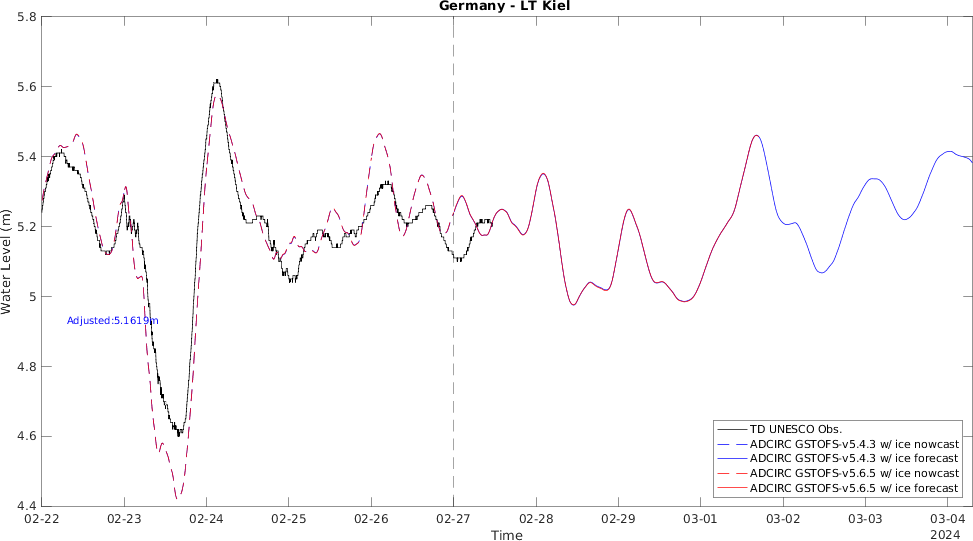 Germany - LT Kiel
5.8
5.6
5.4
5.2
5
4.8
4.6
4.4
Water Level (m)
Adjusted:5.1619m
TD UNESCO Obs.
ADCIRC GSTOFS-v5.4.3 w/ ice nowcast
ADCIRC GSTOFS-v5.4.3 w/ ice forecast
ADCIRC GSTOFS-v5.6.5 w/ ice nowcast
ADCIRC GSTOFS-v5.6.5 w/ ice forecast
02-22 02-23 02-24 02-25 02-26 02-27 02-28 02-29 03-01 03-02 03-03 03-04
Time
2024